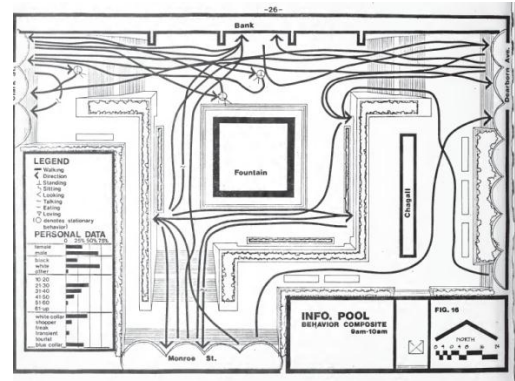 -26-
Bank
Dearborn Ave.
Fountain
Chagall
LEGEND
Walking
Direction
Standing
Sitting
Looking
Talking
Eating
Loving
denotes stationary
behavior)
PERSONAL DATA
0 25% 50% 75%
female
male
black
white
other
10-20
21-30
31-40
41-50
51-60
61-up
white collar
shopper
freak
transient
tourist
blue collar
Monroe St.
INFO. POOL
BEHAVIOR COMPOSITE
9am-10am
FIG. 16
NORTH